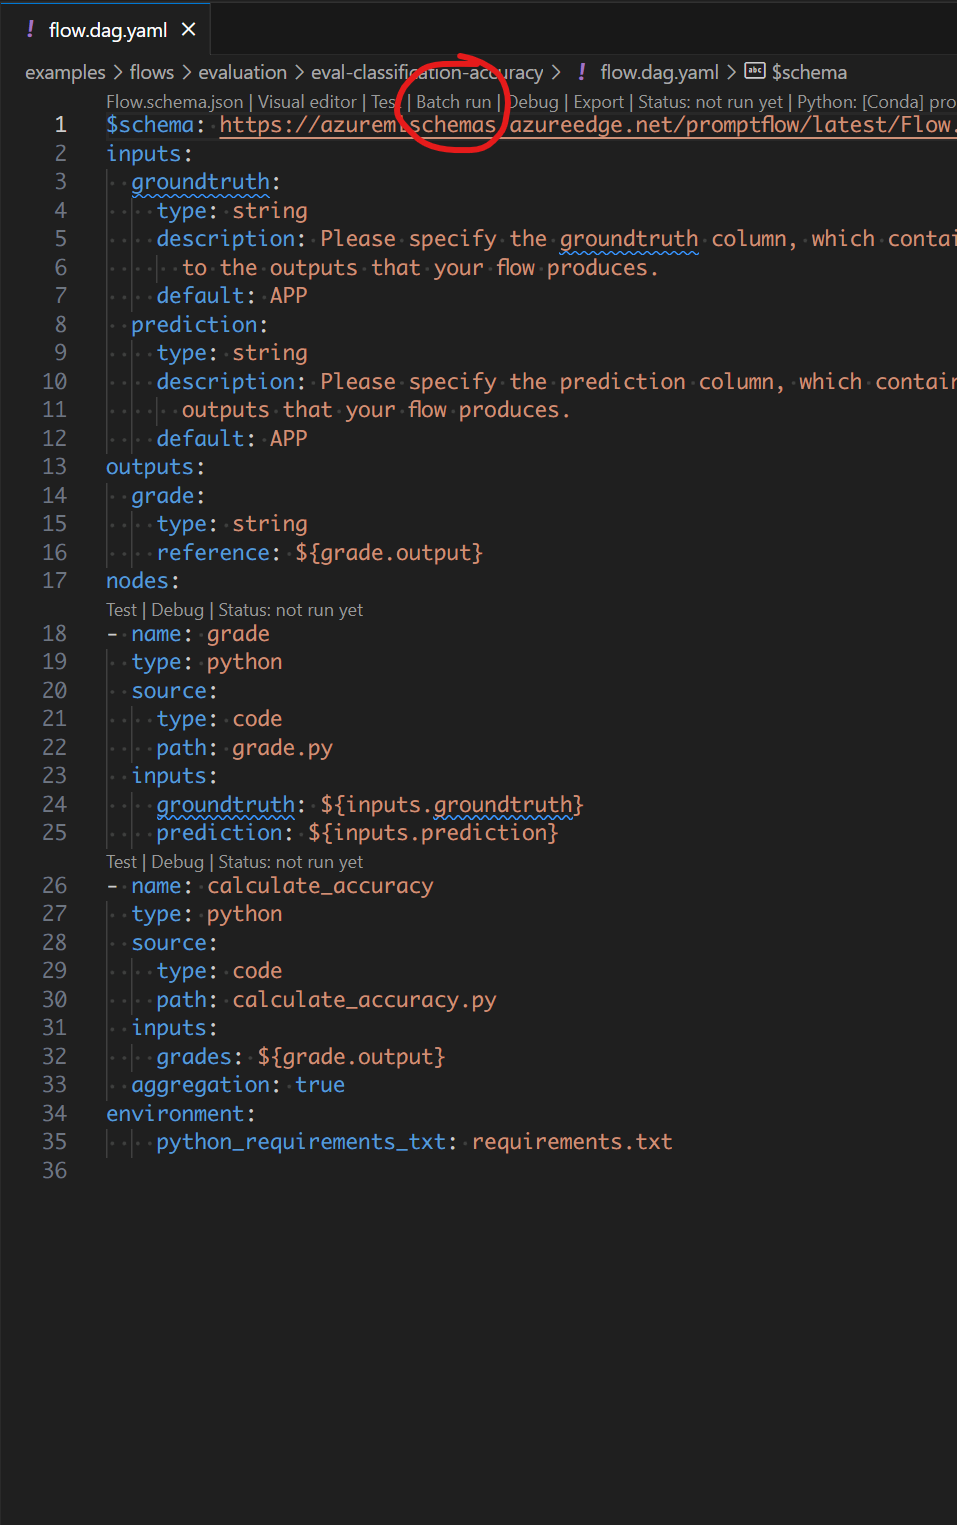 ! flow.dag.yaml ×
examples > flows > evaluation > eval-classification-accuracy > ! flow.dag.yaml > abc $schema
Flow.schema.json | Visual editor | Test | Batch run | Debug | Export | Status: not run yet | Python: [Conda] pro
1 $schema: https://azuremlschemas.azureedge.net/promptflow/latest/Flow.
2 inputs:
3 groundtruth:
4 type: string
5 description: Please specify the groundtruth column, which contai
6 to the outputs that your flow produces.
7 default: APP
8 prediction:
9 type: string
10 description: Please specify the prediction column, which contain
11 outputs that your flow produces.
12 default: APP
13 outputs:
14 grade:
15 type: string
16 reference: ${grade.output}
17 nodes:
Test | Debug | Status: not run yet
18 - name: grade
19 type: python
20 source:
21 type: code
22 path: grade.py
23 inputs:
24 groundtruth: ${inputs.groundtruth}
25 prediction: ${inputs.prediction}
Test | Debug | Status: not run yet
26 - name: calculate_accuracy
27 type: python
28 source:
29 type: code
30 path: calculate_accuracy.py
31 inputs:
32 grades: ${grade.output}
33 aggregation: true
34 environment:
35 python_requirements_txt: requirements.txt
36